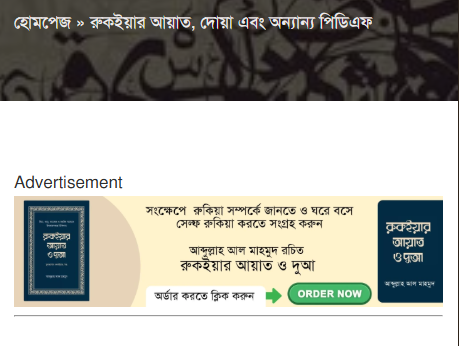 হোমপেজ » রুকইয়ার আয়াত, দোয়া এবং অন্যান্য পিডিএফ
Advertisement
সংক্ষেপে রুকিয়া সম্পর্কে জানতে ও ঘরে বসে
সেল্ফ রুকিয়া করতে সংগ্রহ করুন
আব্দুল্লাহ আল মাহমুদ রচিত
রুকইয়ার আয়াত ও দুআ
অর্ডার করতে ক্লিক করুন
ORDER NOW
রুকইয়ার
আয়াত
ও দুআ
রুকইয়ার
আয়াত
ও দুআ
আব্দুল্লাহ আল মাহমুদ